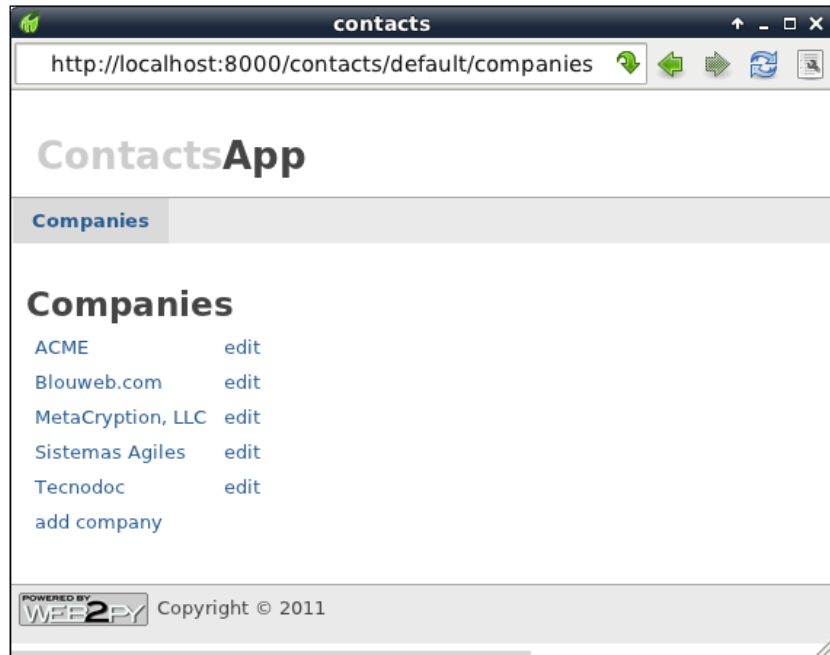 contacts
http://localhost:8000/contacts/default/companies
ContactsApp
Companies
Companies
ACME edit
Blouweb.com edit
MetaCryption, LLC edit
Sistemas Agiles edit
Tecnodoc edit
add company
POWERED BY
WEB2PY Copyright © 2011